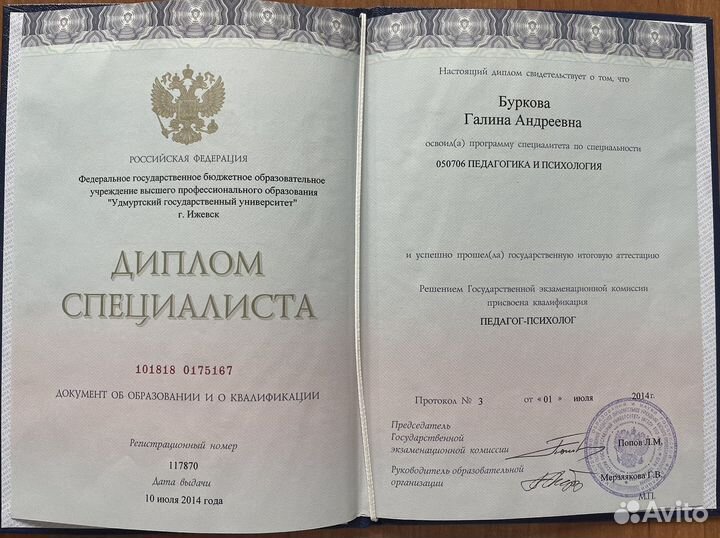 РОССИЙСКАЯ ФЕДЕРАЦИЯ
Федеральное государственное бюджетное образовательное
учреждение высшего профессионального образования
"Удмуртский государственный университет"
г. Ижевск
ДИПЛОМ
СПЕЦИАЛИСТА
101818 0175167
ДОКУМЕНТ ОБ ОБРАЗОВАНИИ И О КВАЛИФИКАЦИИ
Регистрационный номер
117870
Дата выдачи
10 июля 2014 года
Настоящий диплом свидетельствует о том, что
Буркова
Галина Андреевна
освоил(а) программу специалитета по специальности
050706 ПЕДАГОГИКА И ПСИХОЛОГИЯ
и успешно прошел(ла) государственную итоговую аттестацию
Решением Государственной экзаменационной комиссии
присвоена квалификация
ПЕДАГОГ-ПСИХОЛОГ
Протокол № 3 от «01» июля 2014г.
Председатель
Государственной
экзаменационной комиссии Попов Л.М.
Руководитель образовательной
организации Мерзлякова Г.В.
М.П.
Avito